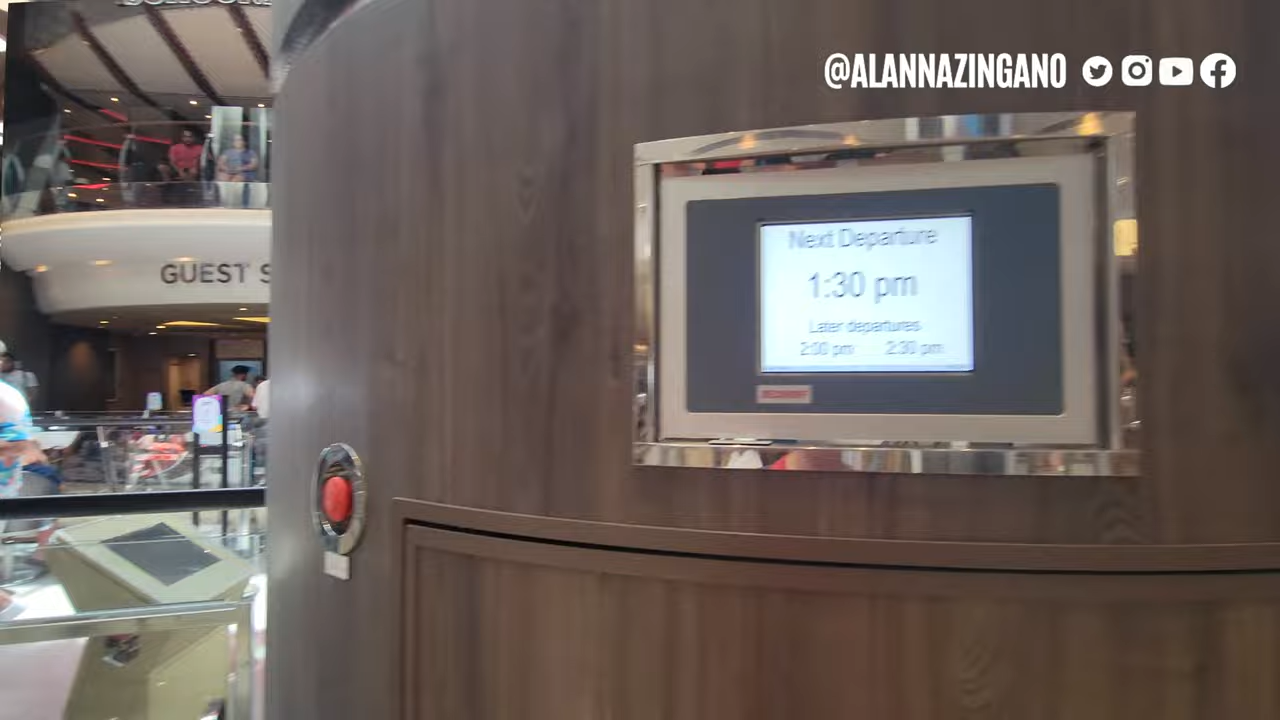 @ALANNAZINGANO
GUEST S
Next Departure
1:30 pm
Later departures
2:00 pm 2:30 pm